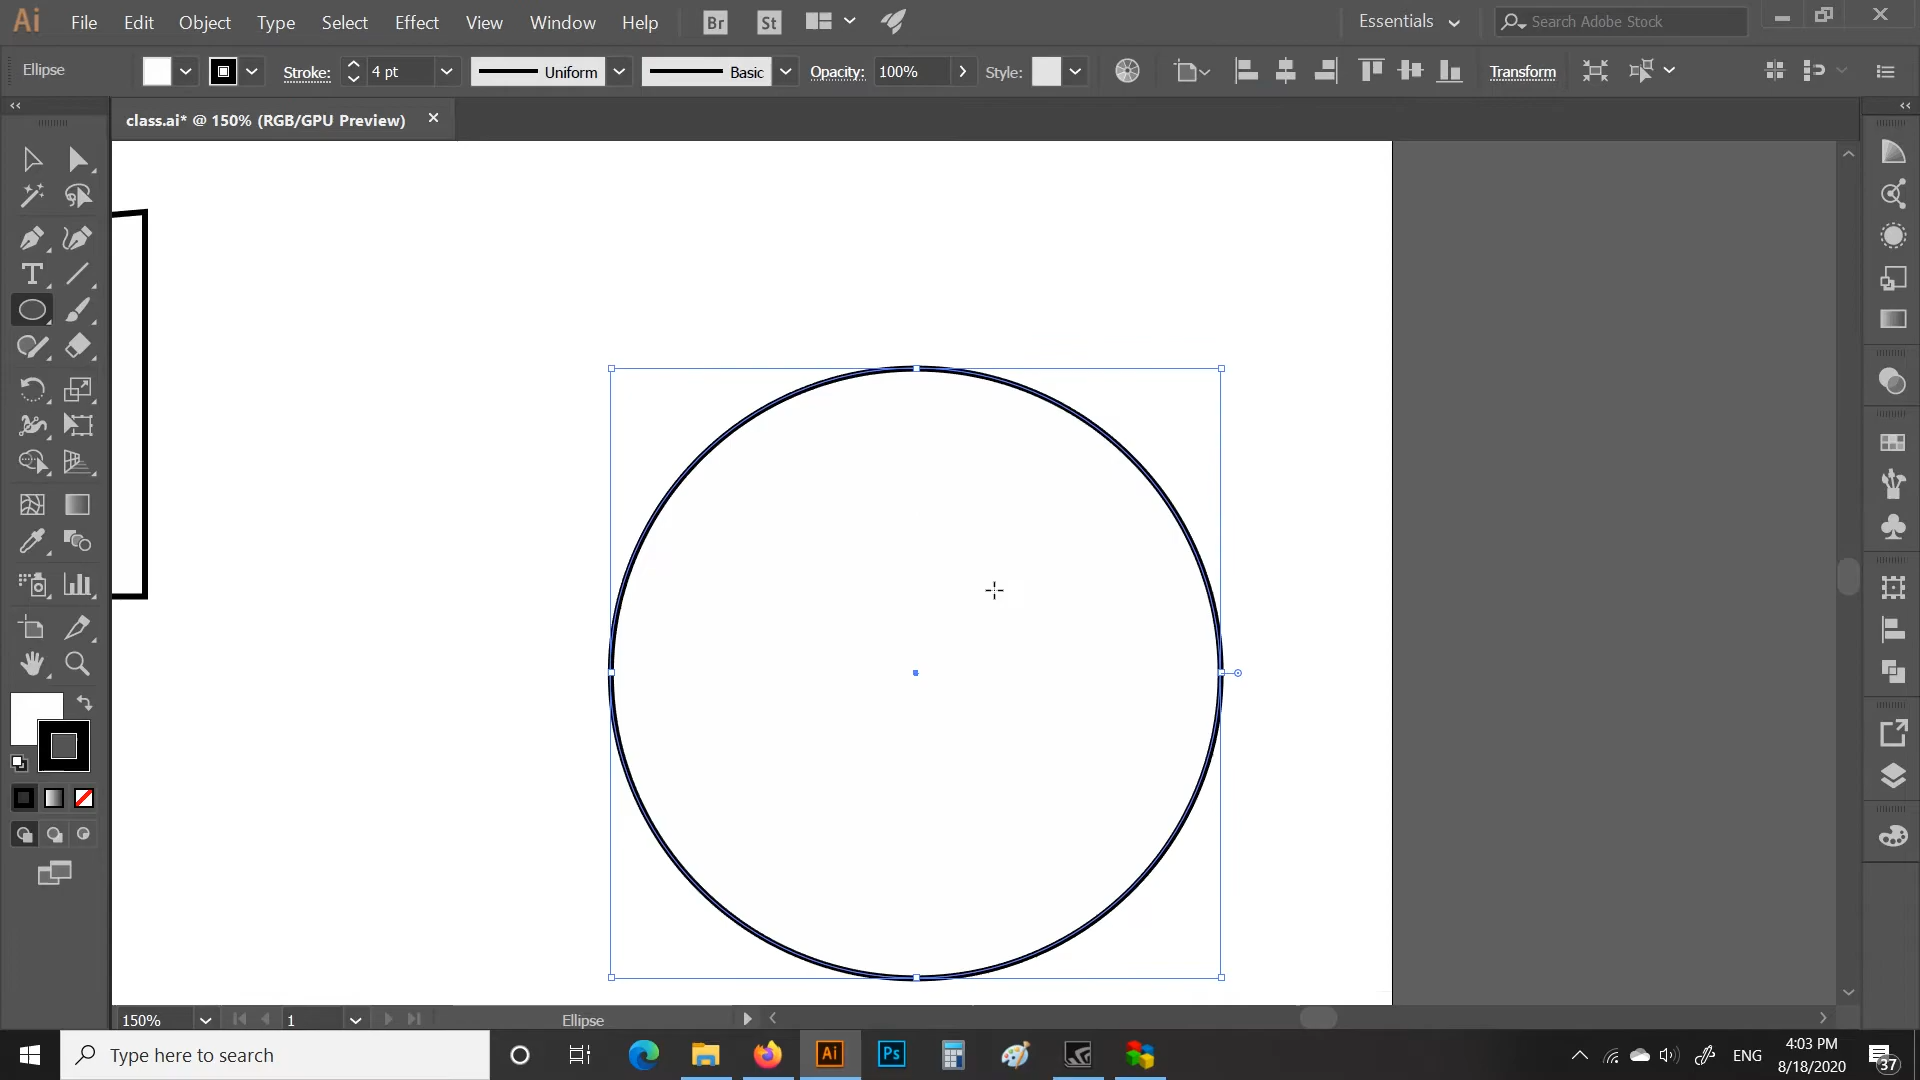 Ai File Edit Object Type Select Effect View Window Help Br St Essentials Search Adobe Stock
Ellipse Stroke: 4 pt Uniform Basic Opacity: 100% Style: Transform
class.ai* @ 150% (RGB/GPU Preview)
150% 1 Ellipse
Type here to search Ai Ps ENG 4:03 PM
8/18/2020 37